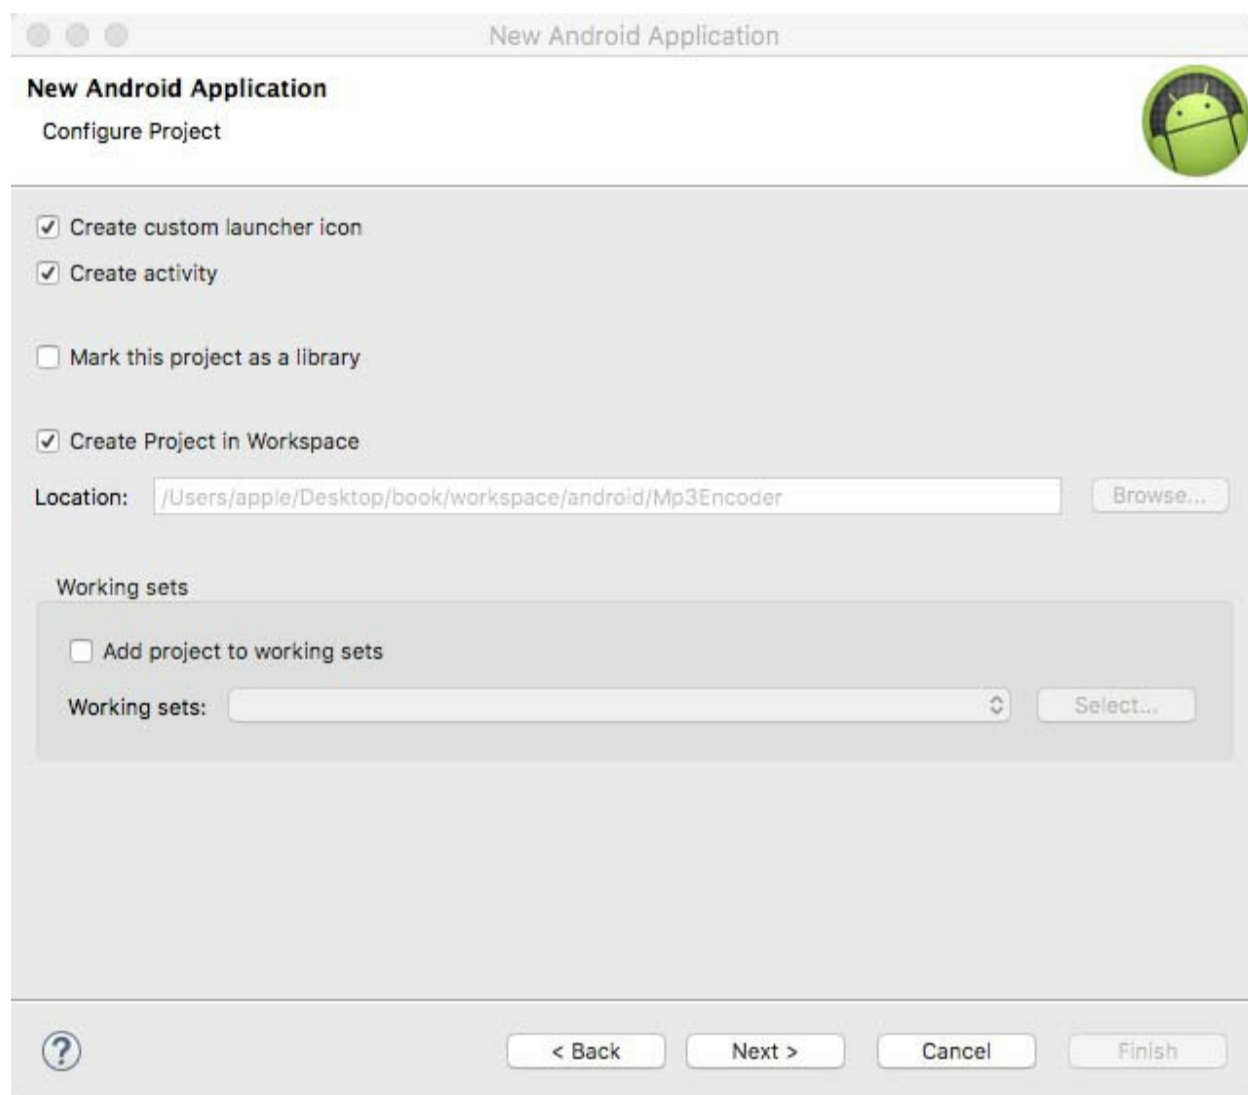 New Android Application
New Android Application
Configure Project
Create custom launcher icon
Create activity
Mark this project as a library
Create Project in Workspace
Location: /Users/apple/Desktop/book/workspace/android/Mp3Encoder Browse...
Working sets
Add project to working sets
Working sets: Select...
? < Back Next > Cancel Finish